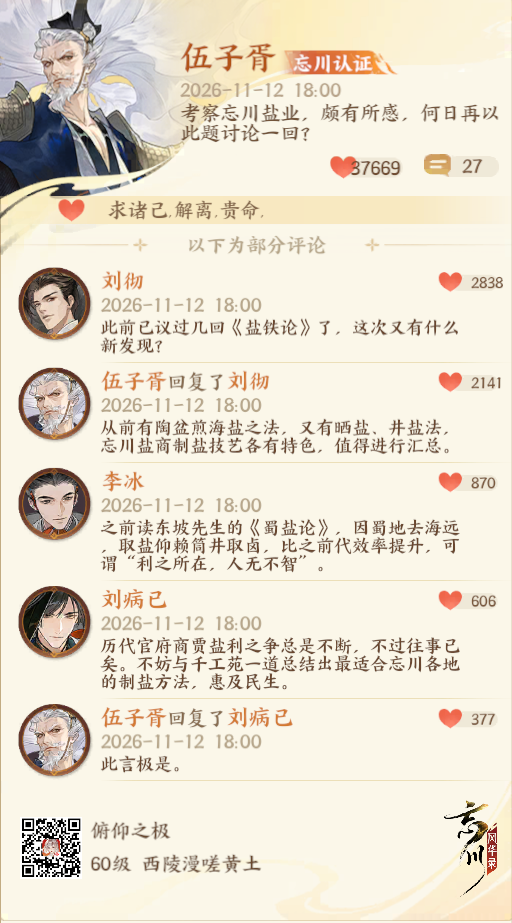 伍子胥 忘川认证
2026-11-12 18:00
考察忘川盐业，颇有所感，何日再以
此题讨论一回？
37669 27
求诸己,解离,贵命,
以下为部分评论
刘彻 2838
2026-11-12 18:00
此前已议过几回《盐铁论》了，这次又有什么
新发现？
伍子胥回复了刘彻 2141
2026-11-12 18:00
从前有陶盆煎海盐之法，又有晒盐、井盐法，
忘川盐商制盐技艺各有特色，值得进行汇总。
李冰 870
2026-11-12 18:00
之前读东坡先生的《蜀盐论》，因蜀地去海远
，取盐仰赖筒井取卤，比之前代效率提升，可
谓“利之所在，人无不智”。
刘病已 606
2026-11-12 18:00
历代官府商贾盐利之争总是不断，不过往事已
矣。不妨与千工苑一道总结出最适合忘川各地
的制盐方法，惠及民生。
伍子胥回复了刘病已 377
2026-11-12 18:00
此言极是。
俯仰之极
60级 西陵漫嗟黄土
忘川
风华录